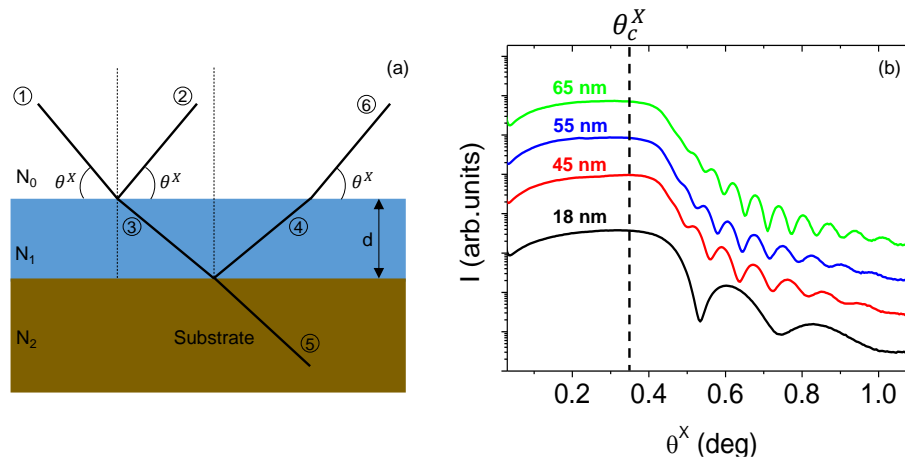 (a)
① ② ⑥
θ^X θ^X θ^X
N₀
③ ④ d
N₁
N₂ Substrate ⑤
θ_c^X
(b)
65 nm
55 nm
45 nm
18 nm
I (arb.units)
0.2 0.4 0.6 0.8 1.0
θ^X (deg)